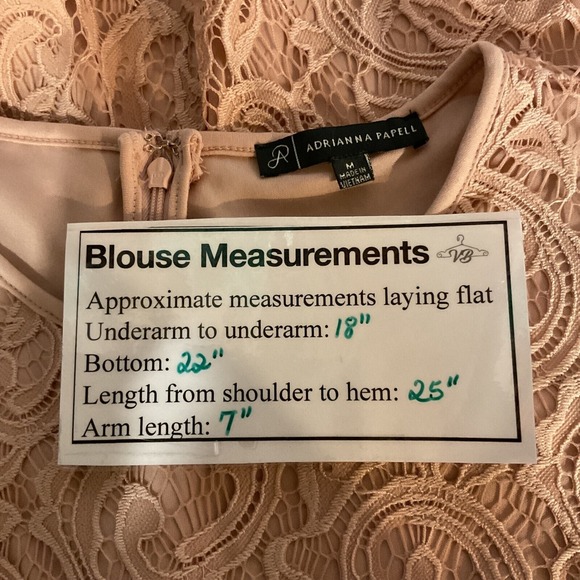 ADRIANNA PAPELL
M
MADE IN
VIETNAM
Blouse Measurements VB
Approximate measurements laying flat
Underarm to underarm: 18"
Bottom: 22"
Length from shoulder to hem: 25"
Arm length: 7"